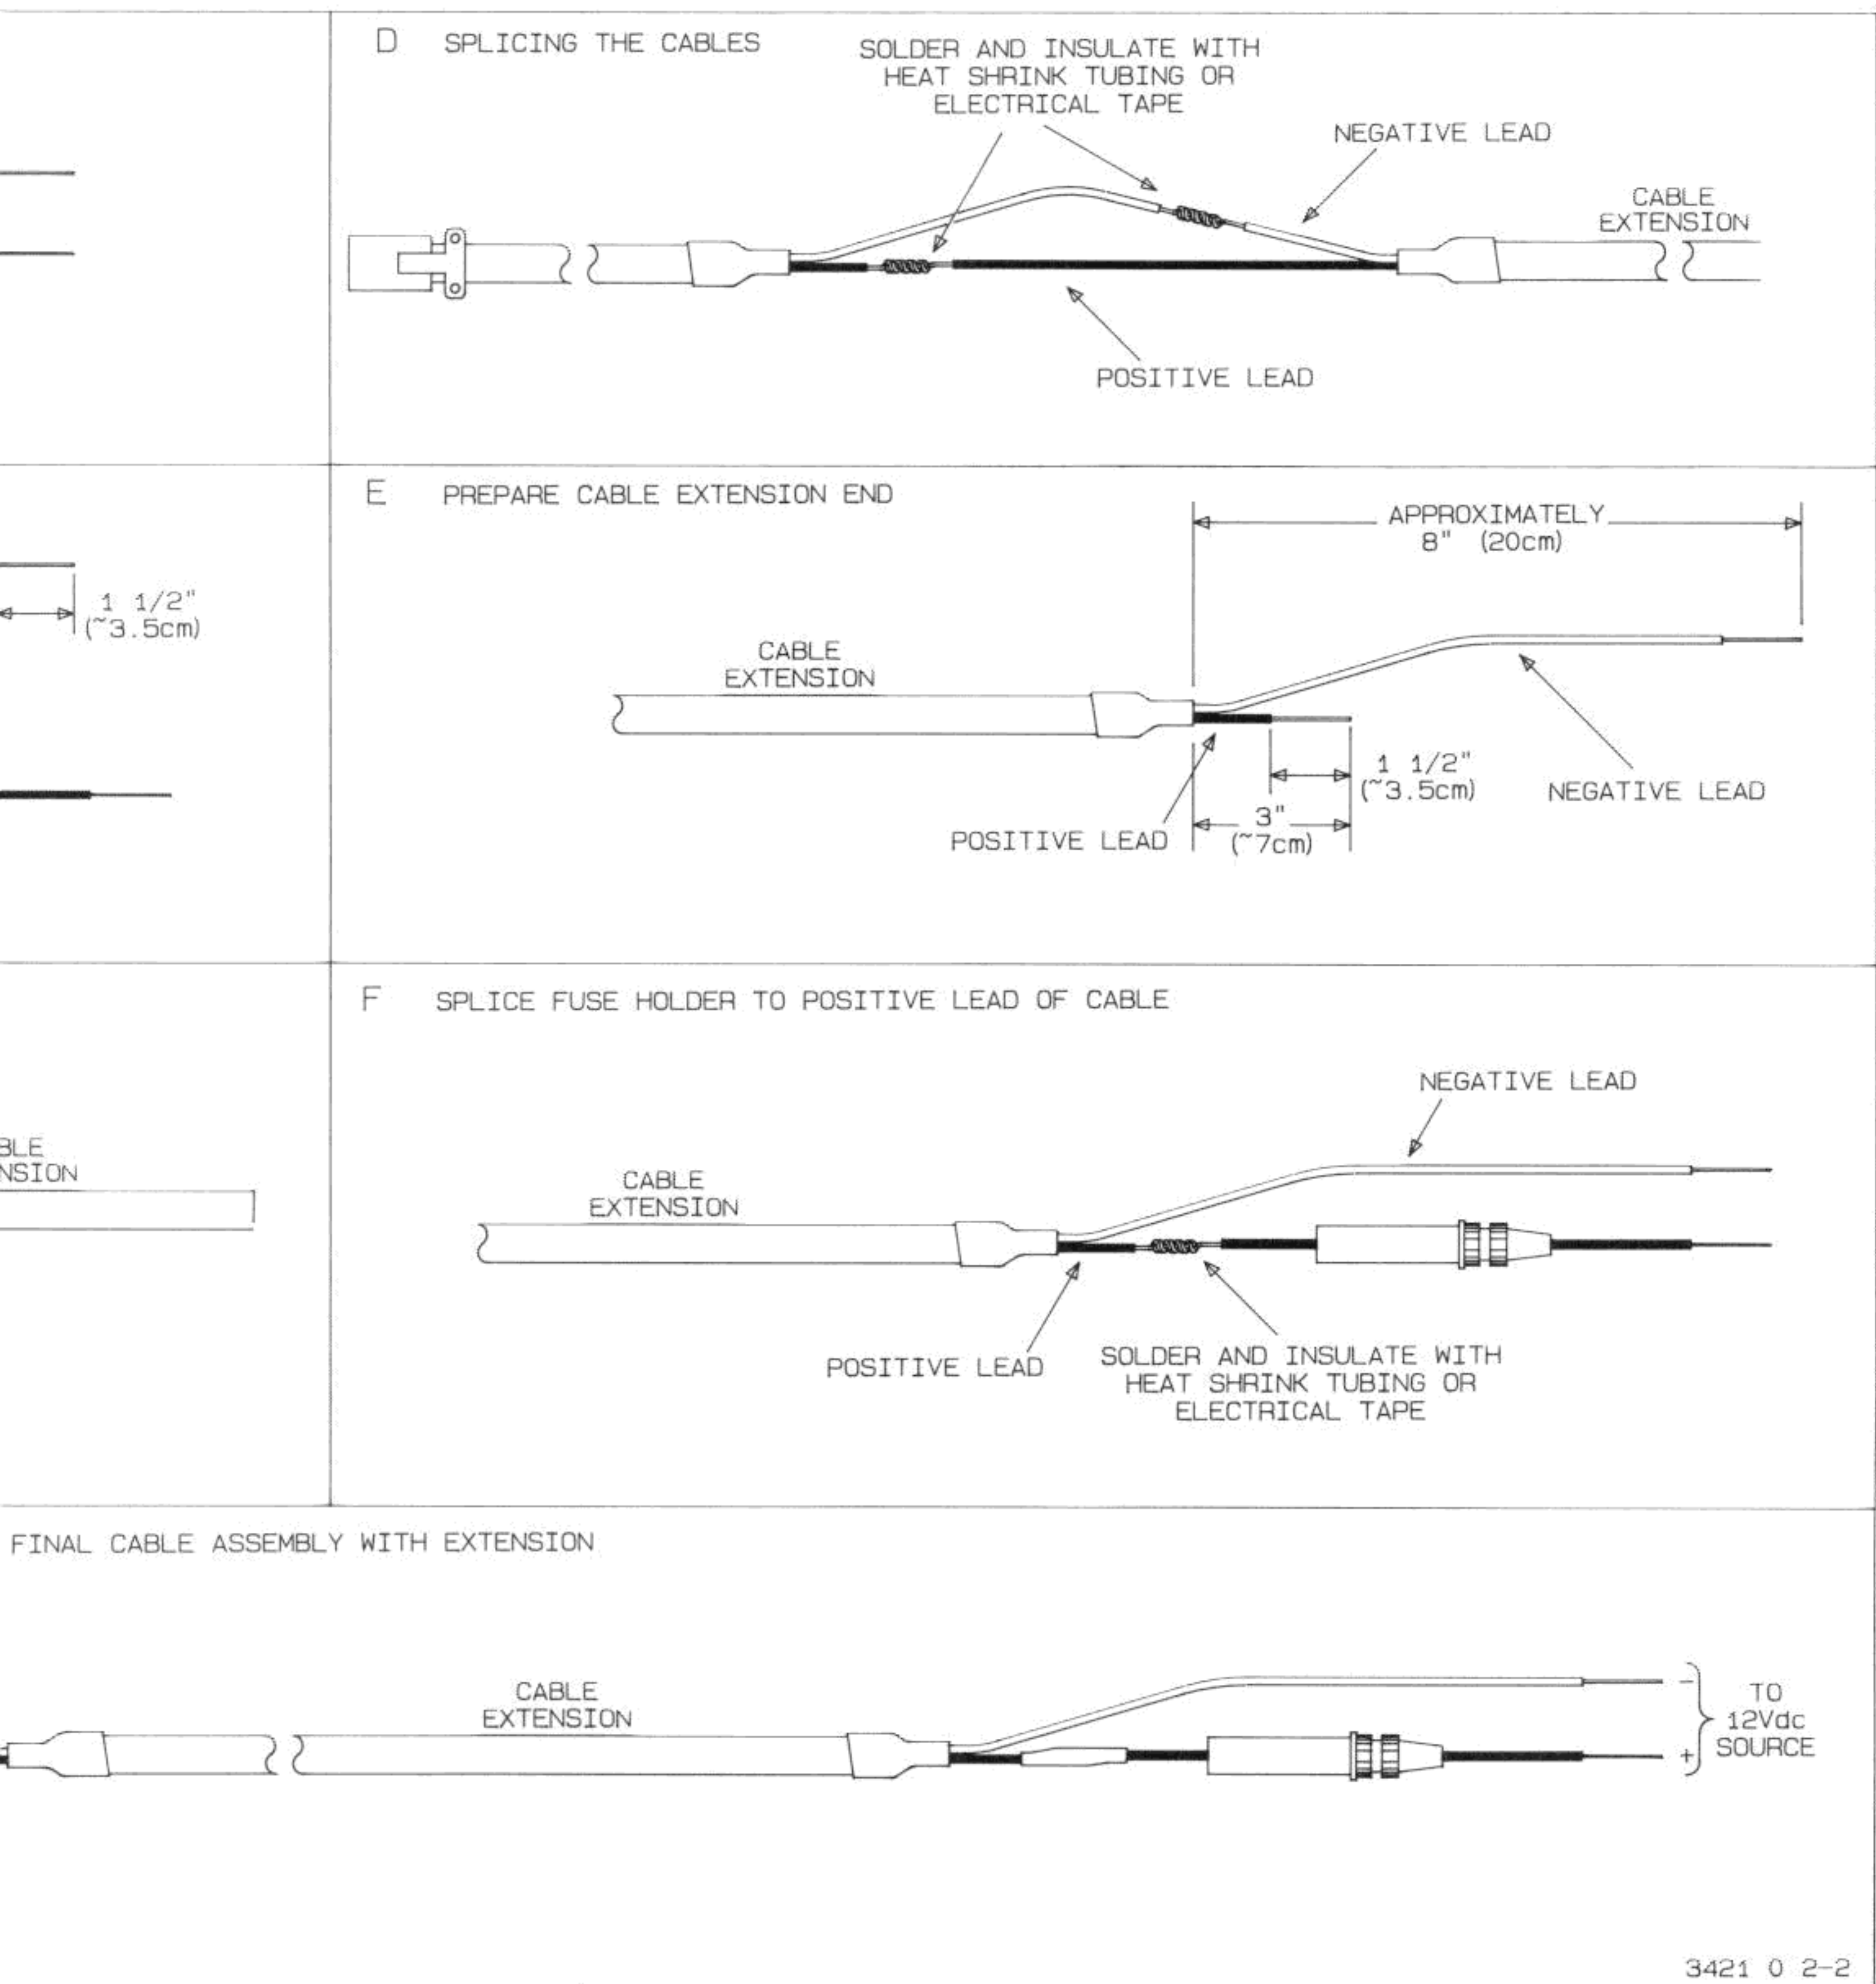 D SPLICING THE CABLES
SOLDER AND INSULATE WITH
HEAT SHRINK TUBING OR
ELECTRICAL TAPE
NEGATIVE LEAD
CABLE
EXTENSION
POSITIVE LEAD
E PREPARE CABLE EXTENSION END
APPROXIMATELY
8" (20cm)
1 1/2"
(~3.5cm)
CABLE
EXTENSION
1 1/2"
(~3.5cm)
NEGATIVE LEAD
3"
(~7cm)
POSITIVE LEAD
F SPLICE FUSE HOLDER TO POSITIVE LEAD OF CABLE
NEGATIVE LEAD
BLE
NSION
CABLE
EXTENSION
POSITIVE LEAD
SOLDER AND INSULATE WITH
HEAT SHRINK TUBING OR
ELECTRICAL TAPE
FINAL CABLE ASSEMBLY WITH EXTENSION
CABLE
EXTENSION
-
+
TO
12Vdc
SOURCE
3421 0 2-2